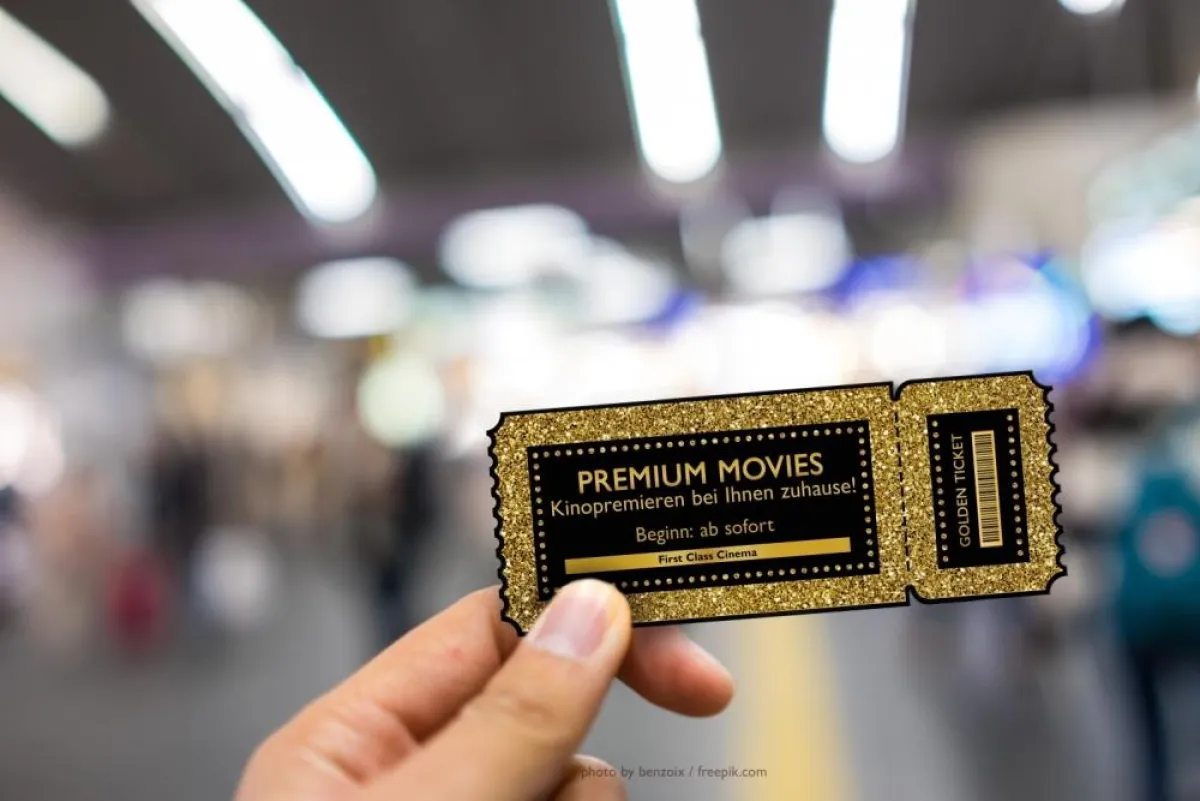 PREMIUM MOVIES
Kinopremieren bei Ihnen zuhause!
Beginn: ab sofort
First Class Cinema
GOLDEN TICKET
photo by benzoix / freepik.com